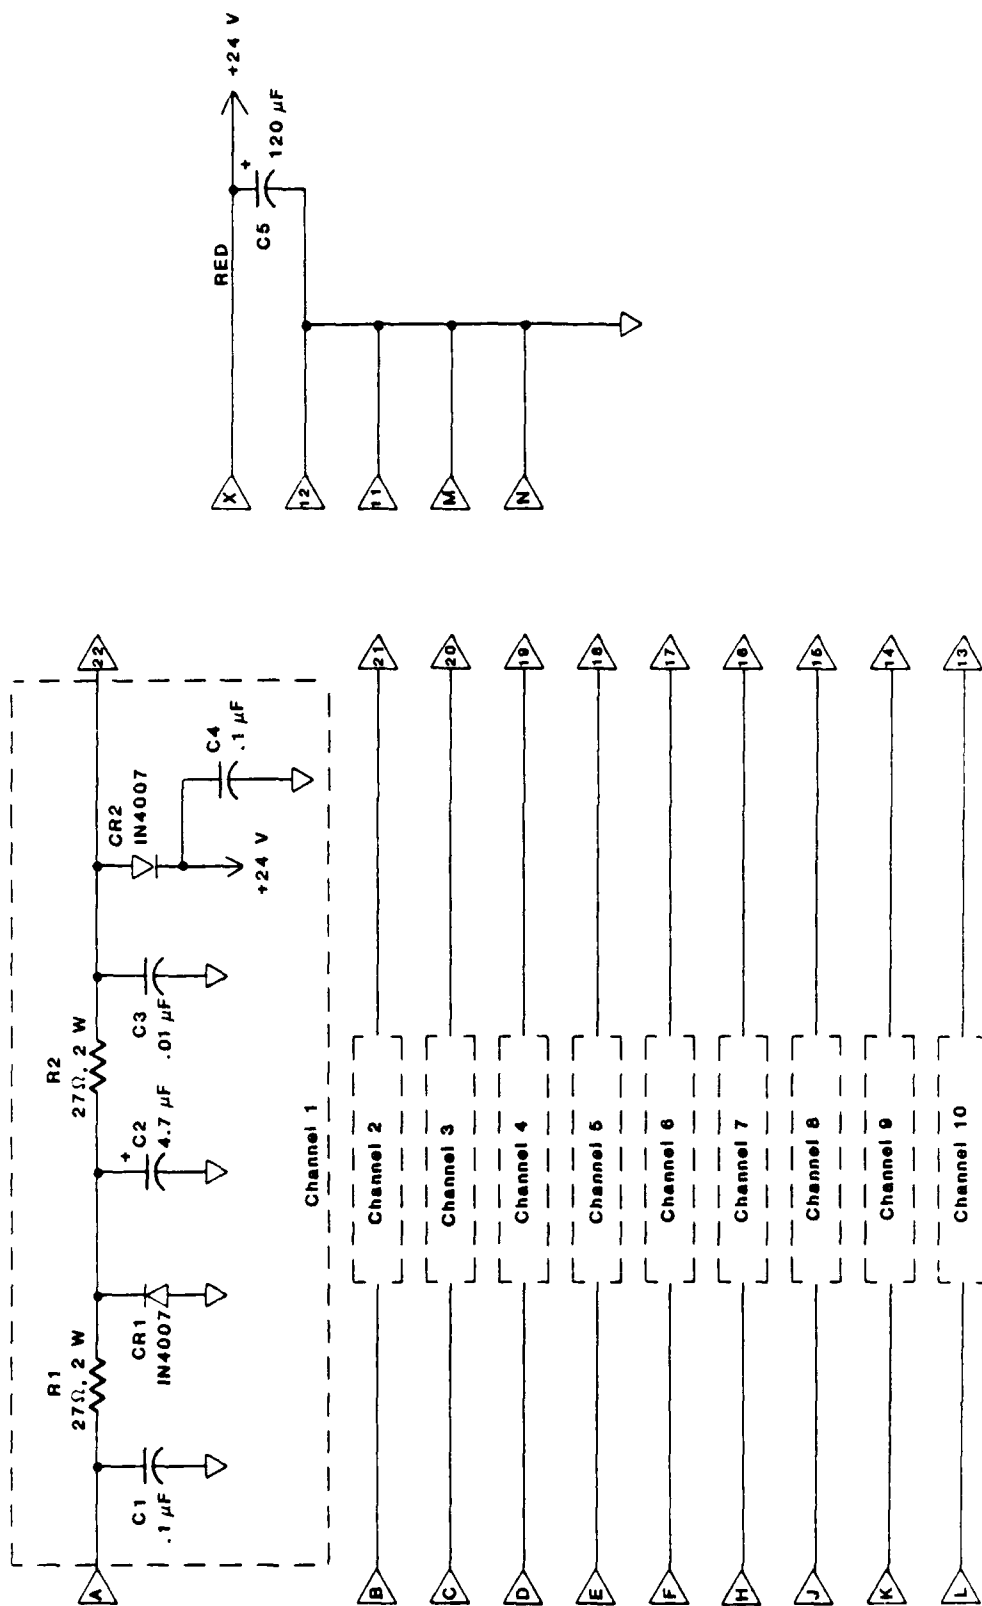 R1
27Ω, 2 W
R2
27Ω, 2 W
A
22
C1
.1 μF
CR1
IN4007
+
C2
4.7 μF
C3
.01 μF
CR2
IN4007
C4
.1 μF
+24 V
Channel 1
B
Channel 2
21
C
Channel 3
20
D
Channel 4
19
E
Channel 5
18
F
Channel 6
17
H
Channel 7
16
J
Channel 8
15
K
Channel 9
14
L
Channel 10
13
X
RED
+24 V
+
C5
120 μF
12
11
M
N